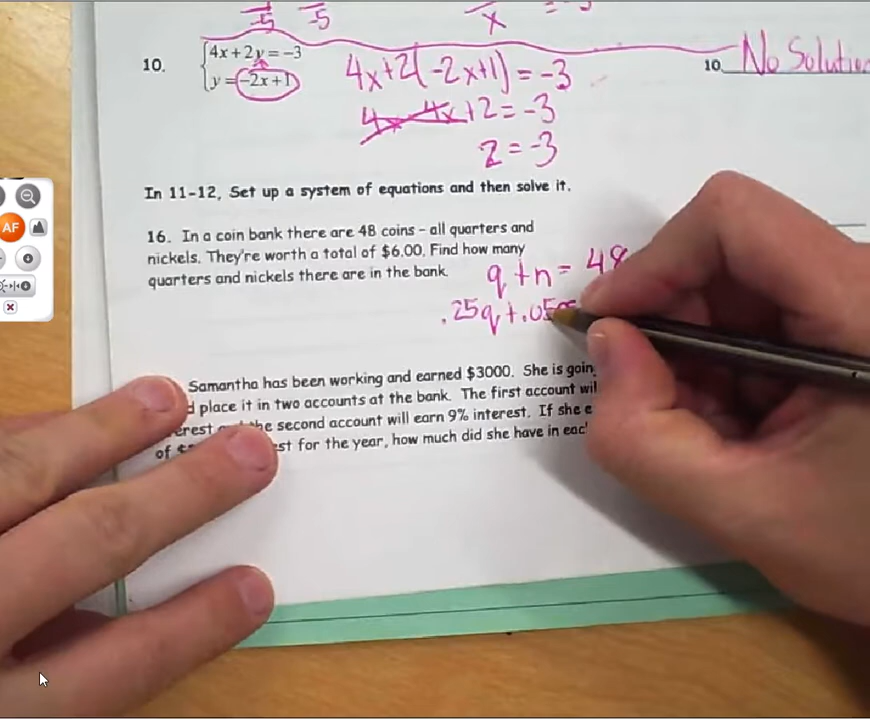 -5 -5
x
10. 4x + 2y = -3 4x+2(-2x+1) = -3 10. No Solution
y = -2x+1 4x-4x+2=-3
2=-3
In 11-12, Set up a system of equations and then solve it.
16. In a coin bank there are 48 coins – all quarters and
nickels. They're worth a total of $6.00. Find how many
quarters and nickels there are in the bank. q+n=48
.25q+.05
Samantha has been working and earned $3000. She is
place it in two accounts at the bank. The first account
the second account will earn 9% interest. If she
of for the year, how much did she have in
AF